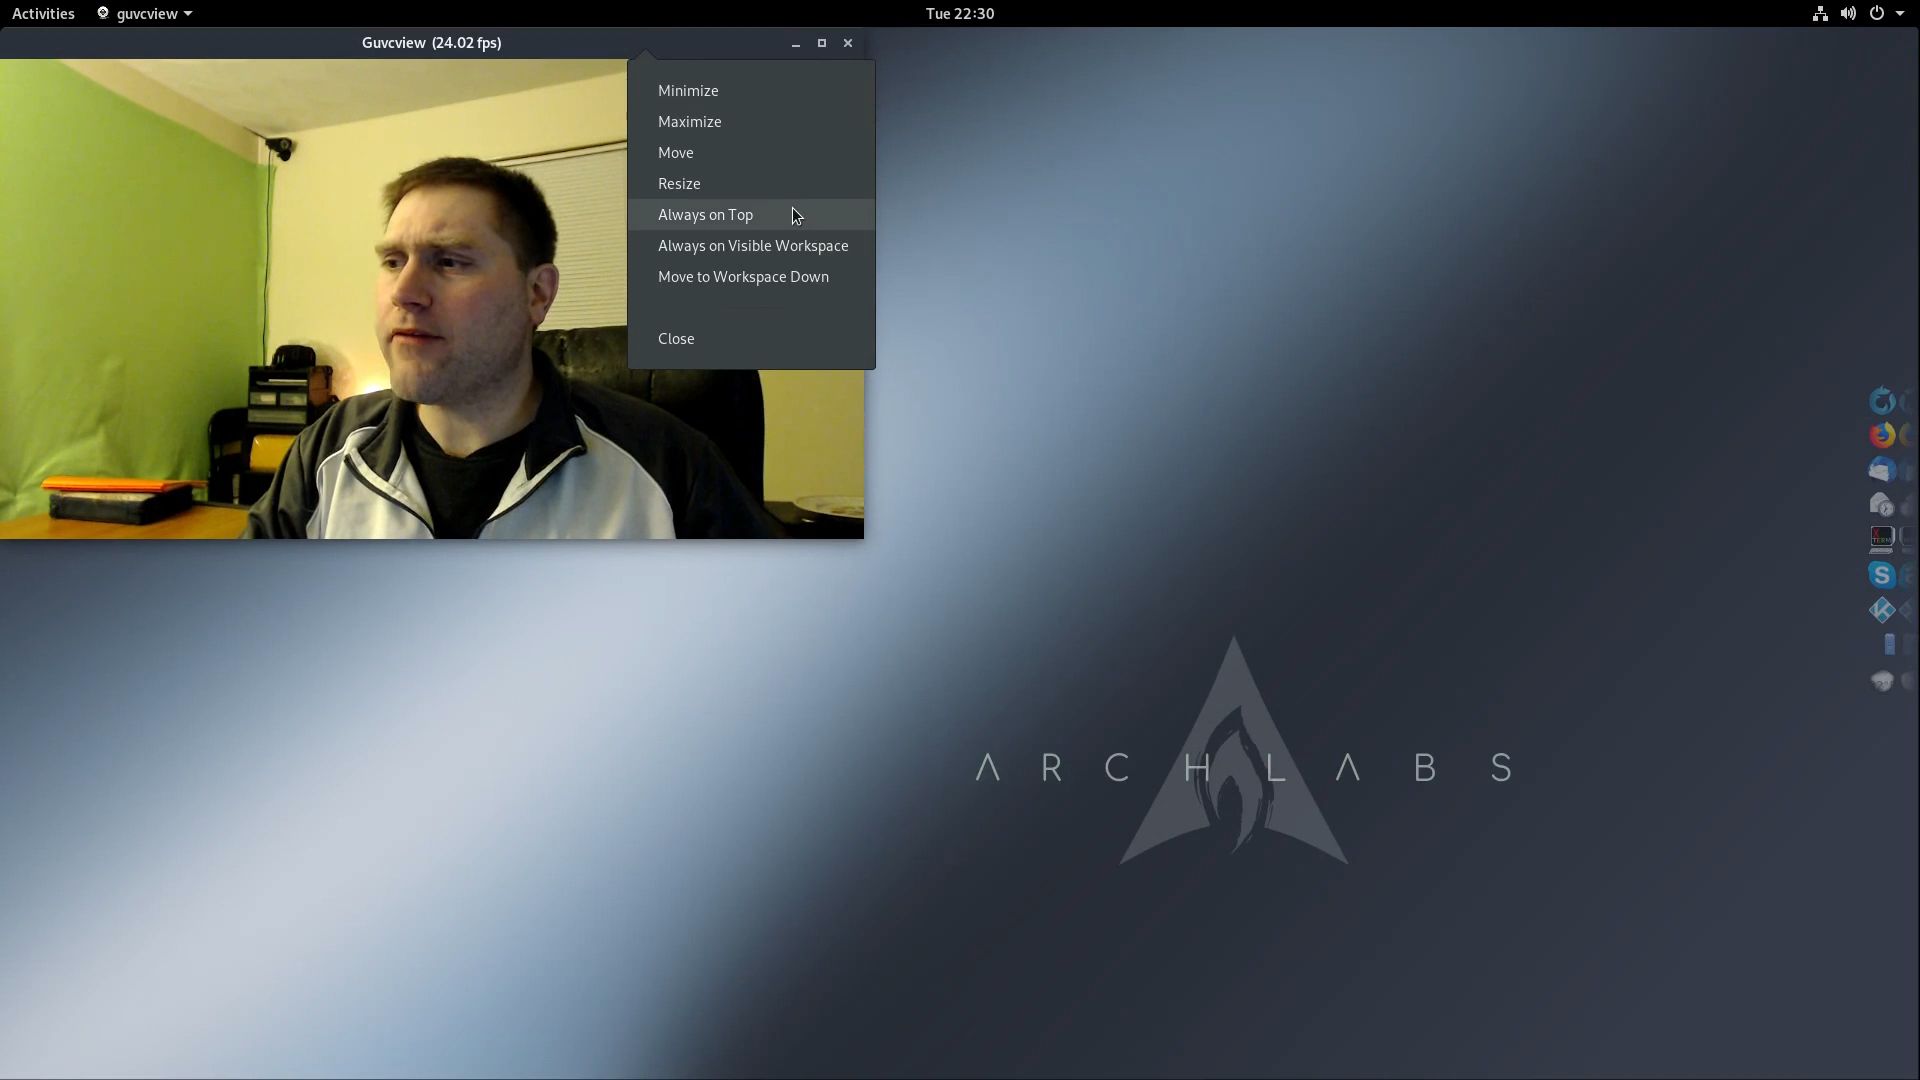 Activities
guvcview
Tue 22:30
Guvcview (24.02 fps)
Minimize
Maximize
Move
Resize
Always on Top
Always on Visible Workspace
Move to Workspace Down
Close
TERM
S
K
ARCHLABS